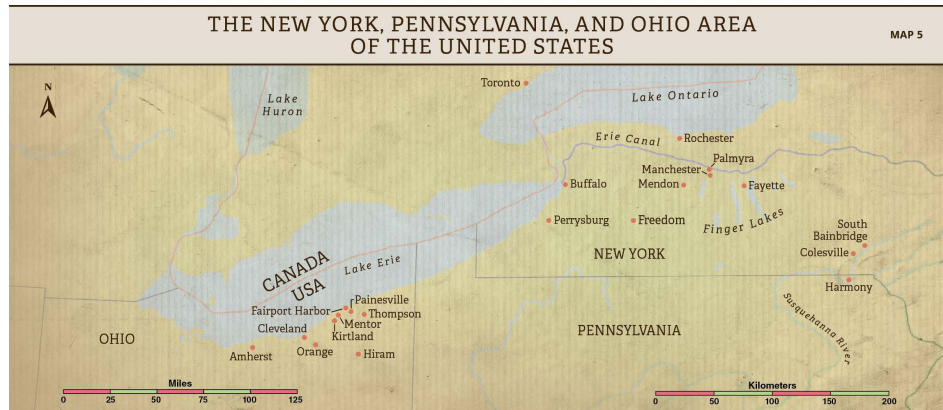 THE NEW YORK, PENNSYLVANIA, AND OHIO AREA
OF THE UNITED STATES
MAP 5
N
Toronto
Lake
Huron
Lake Ontario
Erie Canal
Rochester
Palmyra
Manchester
Mendon
Fayette
Buffalo
Perrysburg
Freedom
Finger Lakes
South
Bainbridge
Colesville
NEW YORK
CANADA
USA
Lake Erie
Harmony
Painesville
Fairport Harbor
Thompson
Mentor
Cleveland
Kirtland
OHIO
PENNSYLVANIA
Susquehanna River
Amherst
Orange
Hiram
Miles
0 25 50 75 100 125
Kilometers
0 50 100 150 200